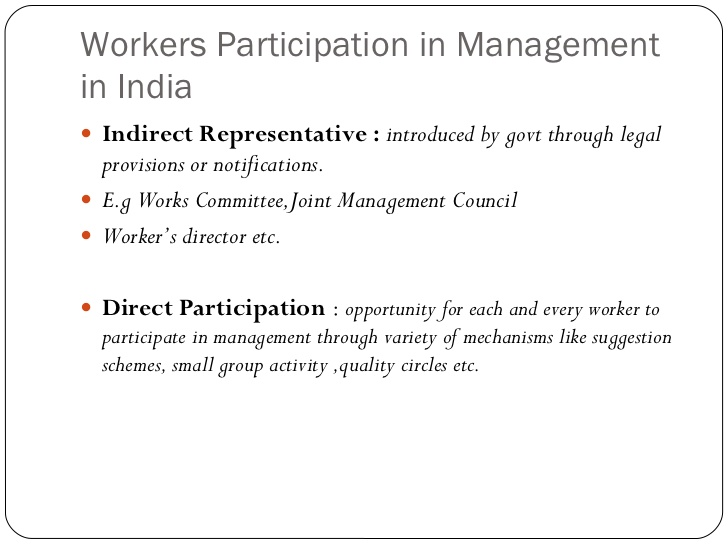 Workers Participation in Management
in India
• Indirect Representative : introduced by govt through legal
provisions or notifications.
• E.g Works Committee,Joint Management Council
• Worker's director etc.
• Direct Participation : opportunity for each and every worker to
participate in management through variety of mechanisms like suggestion
schemes, small group activity ,quality circles etc.